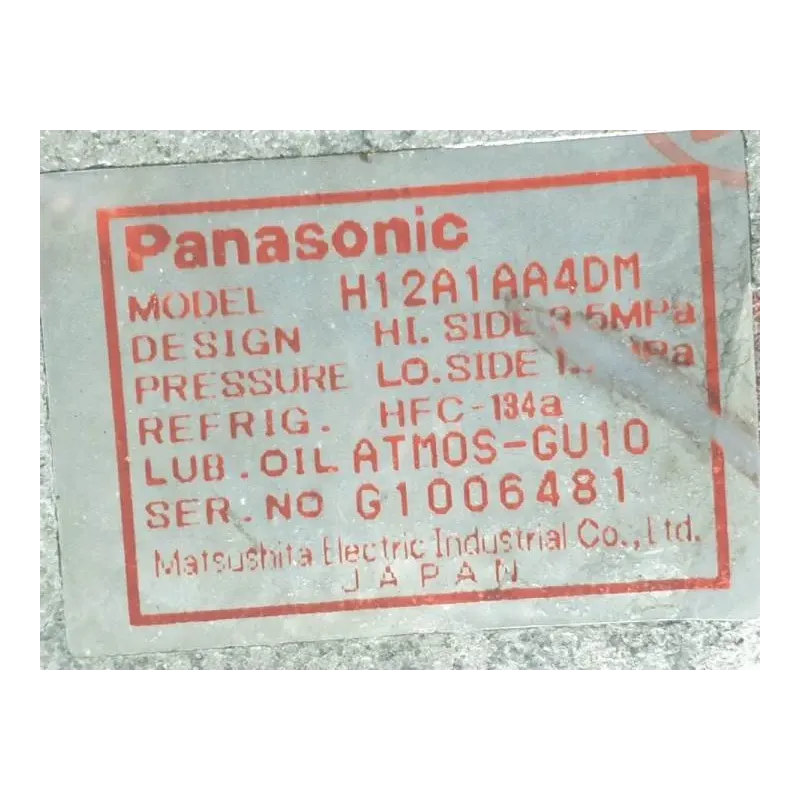 Panasonic
MODEL H12A1AA4DM
DESIGN HI. SIDE
PRESSURE LO.SIDE
REFRIG. HFC-134a
LUB.OIL ATMOS-GU10
SER.NO G1006481
Matsushita Electric Industrial Co., Ltd.
JAPAN